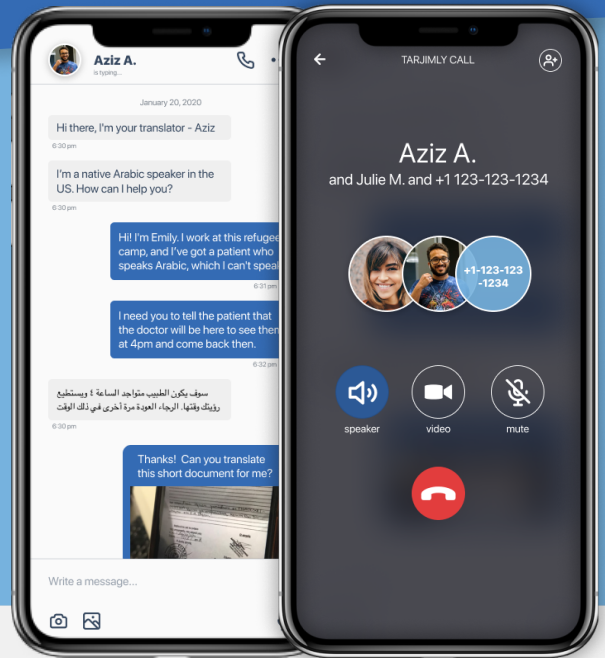 Aziz A.
is typing...
January 20, 2020
Hi there, I'm your translator - Aziz
6:30 pm
I'm a native Arabic speaker in the
US. How can I help you?
6:30 pm
Hi! I'm Emily. I work at this refugee
camp, and I've got a patient who
speaks Arabic, which I can't speak
6:31 pm
I need you to tell the patient that
the doctor will be here to see them
at 4pm and come back then.
6:32 pm
سوف يكون الطبيب متواجد الساعة ٤ ويستطيع
رؤيتك وقتها. الرجاء العودة مرة أخرى في ذلك الوقت
6:30 pm
Thanks! Can you translate
this short document for me?
Write a message...
TARJIMLY CALL
Aziz A.
and Julie M. and +1 123-123-1234
+1-123-123
-1234
speaker
video
mute